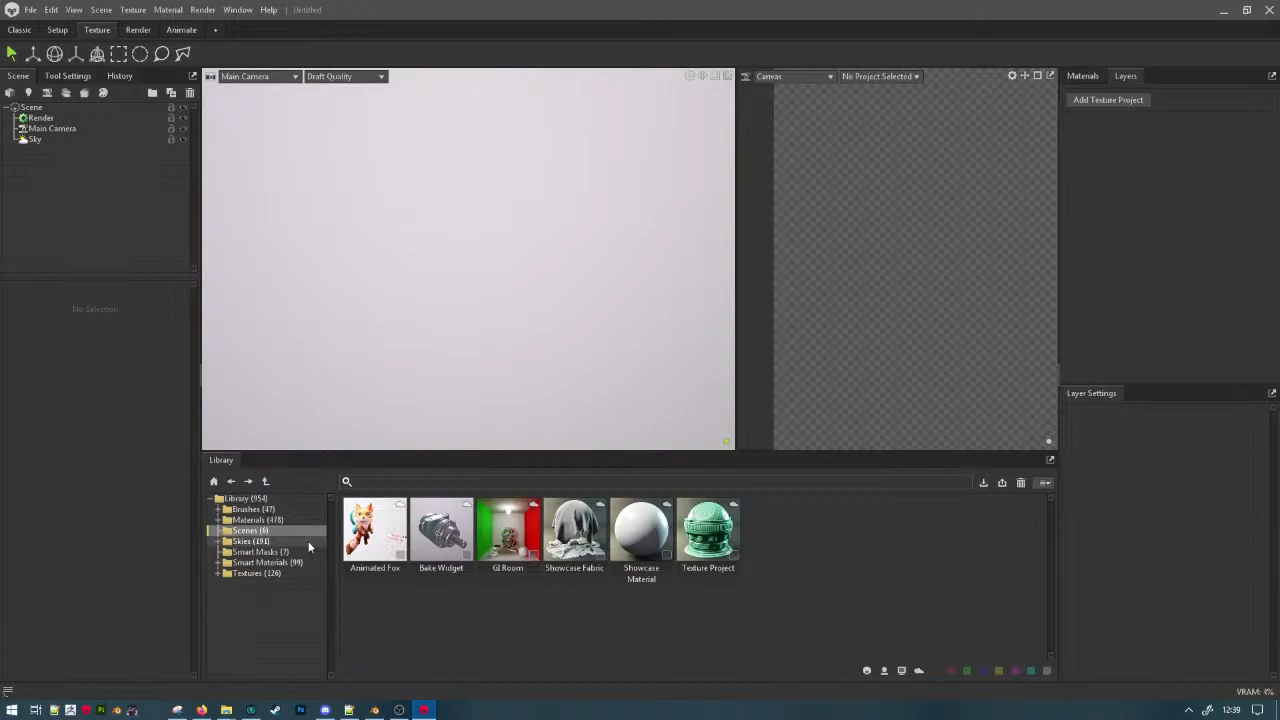 File Edit View Scene Texture Material Render Window Help Untitled
Classic Setup Texture Render Animate +
Scene Tool Settings History
Main Camera Draft Quality
Canvas No Project Selected
Materials Layers
Add Texture Project
Scene
Render
Main Camera
Sky
No Selection
Layer Settings
Library
Library (954)
Brushes (47)
Materials (478)
Scenes (6)
Skies (191)
Smart Masks (7)
Smart Materials (99)
Textures (126)
Animated Fox
Bake Widget
GI Room
Showcase Fabric
Showcase
Material
Texture Project
VRAM: 4%
12:39